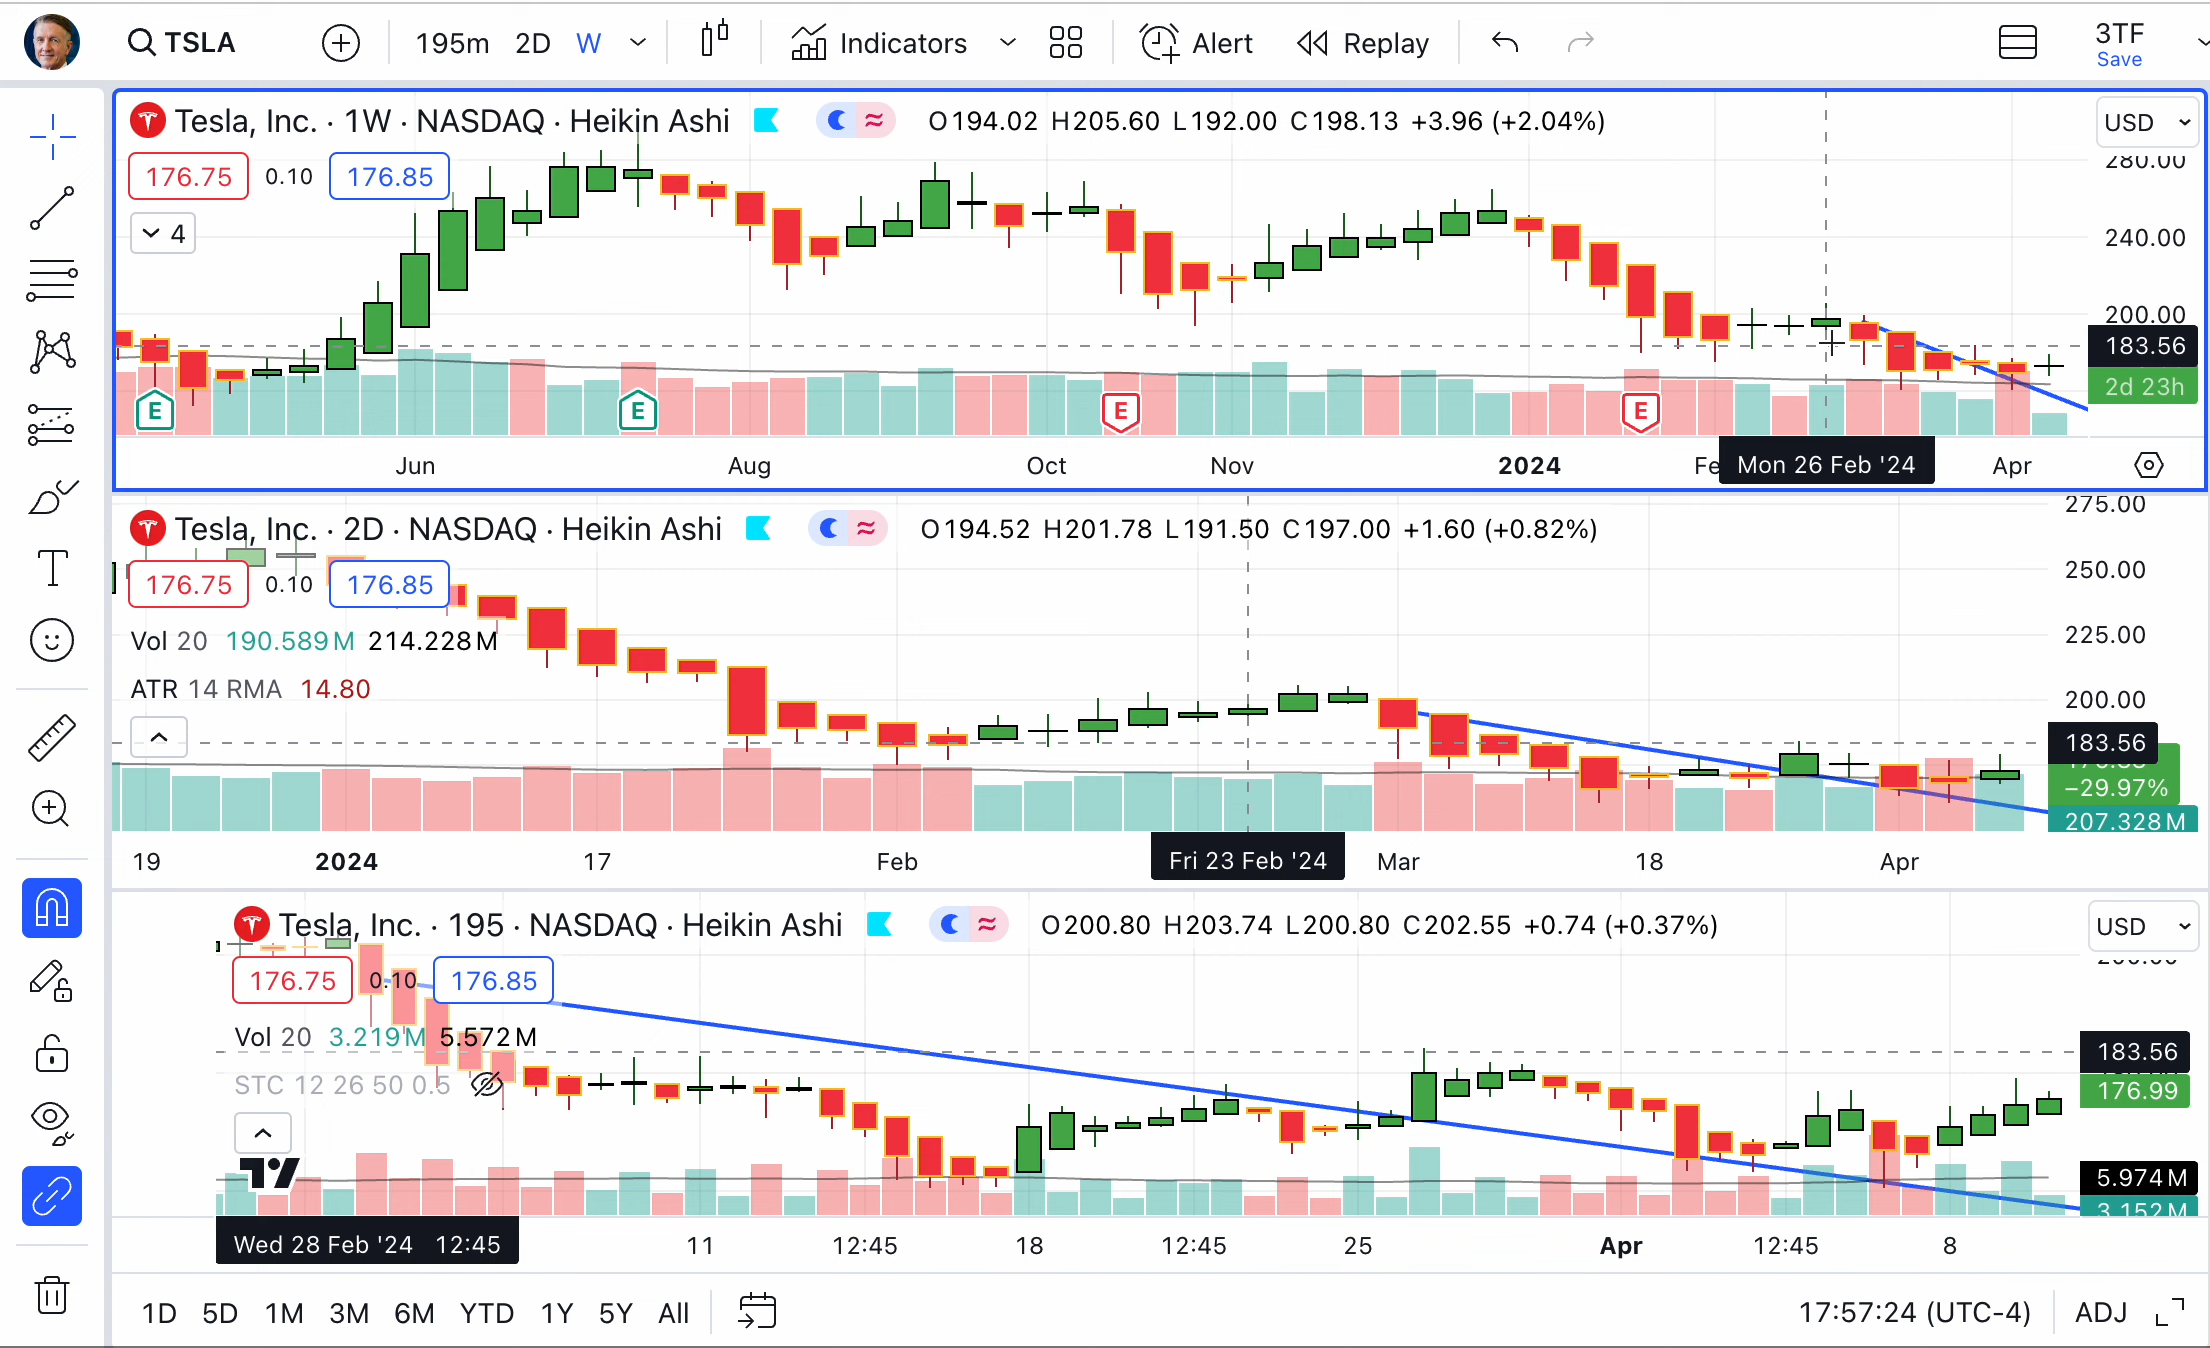 TSLA 195m 2D W Indicators Alert Replay 3TF
Save
Tesla, Inc. · 1W · NASDAQ · Heikin Ashi O194.02 H205.60 L192.00 C198.13 +3.96 (+2.04%) USD
280.00
176.75 0.10 176.85
4
240.00
200.00
183.56
2d 23h
E E E E
Jun Aug Oct Nov 2024 Fe Mon 26 Feb '24 Apr
275.00
Tesla, Inc. · 2D · NASDAQ · Heikin Ashi O194.52 H201.78 L191.50 C197.00 +1.60 (+0.82%)
250.00
176.75 0.10 176.85
225.00
Vol 20 190.589M 214.228M
ATR 14 RMA 14.80
200.00
183.56
−29.97%
207.328M
19 2024 17 Feb Fri 23 Feb '24 Mar 18 Apr
Tesla, Inc. · 195 · NASDAQ · Heikin Ashi O200.80 H203.74 L200.80 C202.55 +0.74 (+0.37%) USD
176.75 0.10 176.85
Vol 20 3.219M 5.572M
183.56
STC 12 26 50 0.5
176.99
5.974M
3.152M
Wed 28 Feb '24 12:45 11 12:45 18 12:45 25 Apr 12:45 8
1D 5D 1M 3M 6M YTD 1Y 5Y All 17:57:24 (UTC-4) ADJ